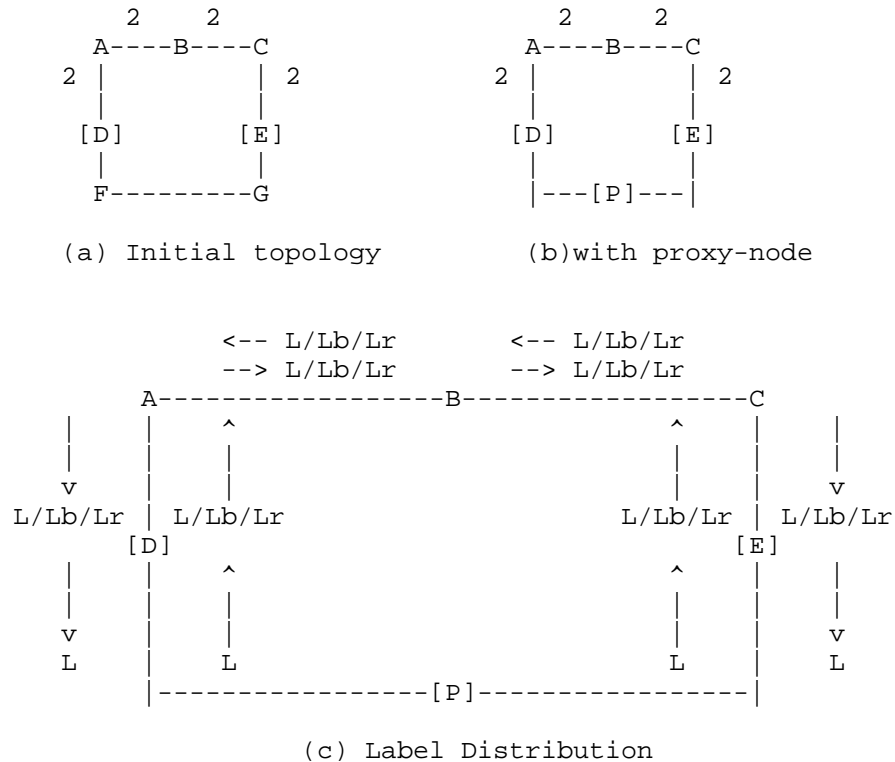 2     2                       2     2
   A----B----C                 A----B----C
 2 |         | 2             2 |         | 2
   |         |                 |         |
  [D]       [E]               [D]       [E]
   |         |                 |         |
   F---------G                 |---[P]---|

 (a) Initial topology          (b)with proxy-node

             <-- L/Lb/Lr       <-- L/Lb/Lr
             --> L/Lb/Lr       --> L/Lb/Lr
        A-------------------B-------------------C
   |    |    ^                             ^    |    |
   |    |    |                             |    |    |
   v    |    |                             |    |    v
L/Lb/Lr | L/Lb/Lr                      L/Lb/Lr  | L/Lb/Lr
       [D]                                     [E]
   |    |    ^                             ^    |    |
   |    |    |                             |    |    |
   v    |    |                             |    |    v
   L    |    L                             L    |    L
        |------------------[P]------------------|

                  (c) Label Distribution